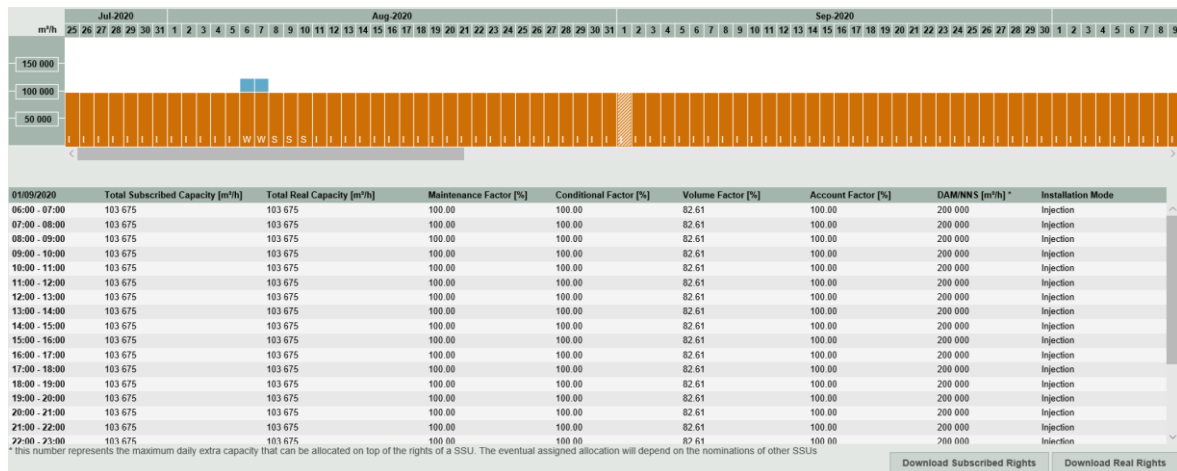 Jul-2020 Aug-2020 Sep-2020
m³/h 25 26 27 28 29 30 31 1 2 3 4 5 6 7 8 9 10 11 12 13 14 15 16 17 18 19 20 21 22 23 24 25 26 27 28 29 30 31 1 2 3 4 5 6 7 8 9 10 11 12 13 14 15 16 17 18 19 20 21 22 23 24 25 26 27 28 29 30 1 2 3 4 5 6 7 8 9
150 000
100 000
50 000
I I I I I I I I I I I I W W S S S I I I I I I I I I I I I I I I I I I I I I I I I I I I I I I I I I I I I I I I I I I I I I I I I I I I I I I I I I I I I
01/09/2020 Total Subscribed Capacity [m³/h] Total Real Capacity [m³/h] Maintenance Factor [%] Conditional Factor [%] Volume Factor [%] Account Factor [%] DAM/NNS [m³/h] * Installation Mode
06:00 - 07:00 103 675 103 675 100.00 100.00 82.61 100.00 200 000 Injection
07:00 - 08:00 103 675 103 675 100.00 100.00 82.61 100.00 200 000 Injection
08:00 - 09:00 103 675 103 675 100.00 100.00 82.61 100.00 200 000 Injection
09:00 - 10:00 103 675 103 675 100.00 100.00 82.61 100.00 200 000 Injection
10:00 - 11:00 103 675 103 675 100.00 100.00 82.61 100.00 200 000 Injection
11:00 - 12:00 103 675 103 675 100.00 100.00 82.61 100.00 200 000 Injection
12:00 - 13:00 103 675 103 675 100.00 100.00 82.61 100.00 200 000 Injection
13:00 - 14:00 103 675 103 675 100.00 100.00 82.61 100.00 200 000 Injection
14:00 - 15:00 103 675 103 675 100.00 100.00 82.61 100.00 200 000 Injection
15:00 - 16:00 103 675 103 675 100.00 100.00 82.61 100.00 200 000 Injection
16:00 - 17:00 103 675 103 675 100.00 100.00 82.61 100.00 200 000 Injection
17:00 - 18:00 103 675 103 675 100.00 100.00 82.61 100.00 200 000 Injection
18:00 - 19:00 103 675 103 675 100.00 100.00 82.61 100.00 200 000 Injection
19:00 - 20:00 103 675 103 675 100.00 100.00 82.61 100.00 200 000 Injection
20:00 - 21:00 103 675 103 675 100.00 100.00 82.61 100.00 200 000 Injection
21:00 - 22:00 103 675 103 675 100.00 100.00 82.61 100.00 200 000 Injection
22:00 - 23:00 103 675 103 675 100.00 100.00 82.61 100.00 200 000 Injection
* this number represents the maximum daily extra capacity that can be allocated on top of the rights of a SSU. The eventual assigned allocation will depend on the nominations of other SSUs
Download Subscribed Rights Download Real Rights